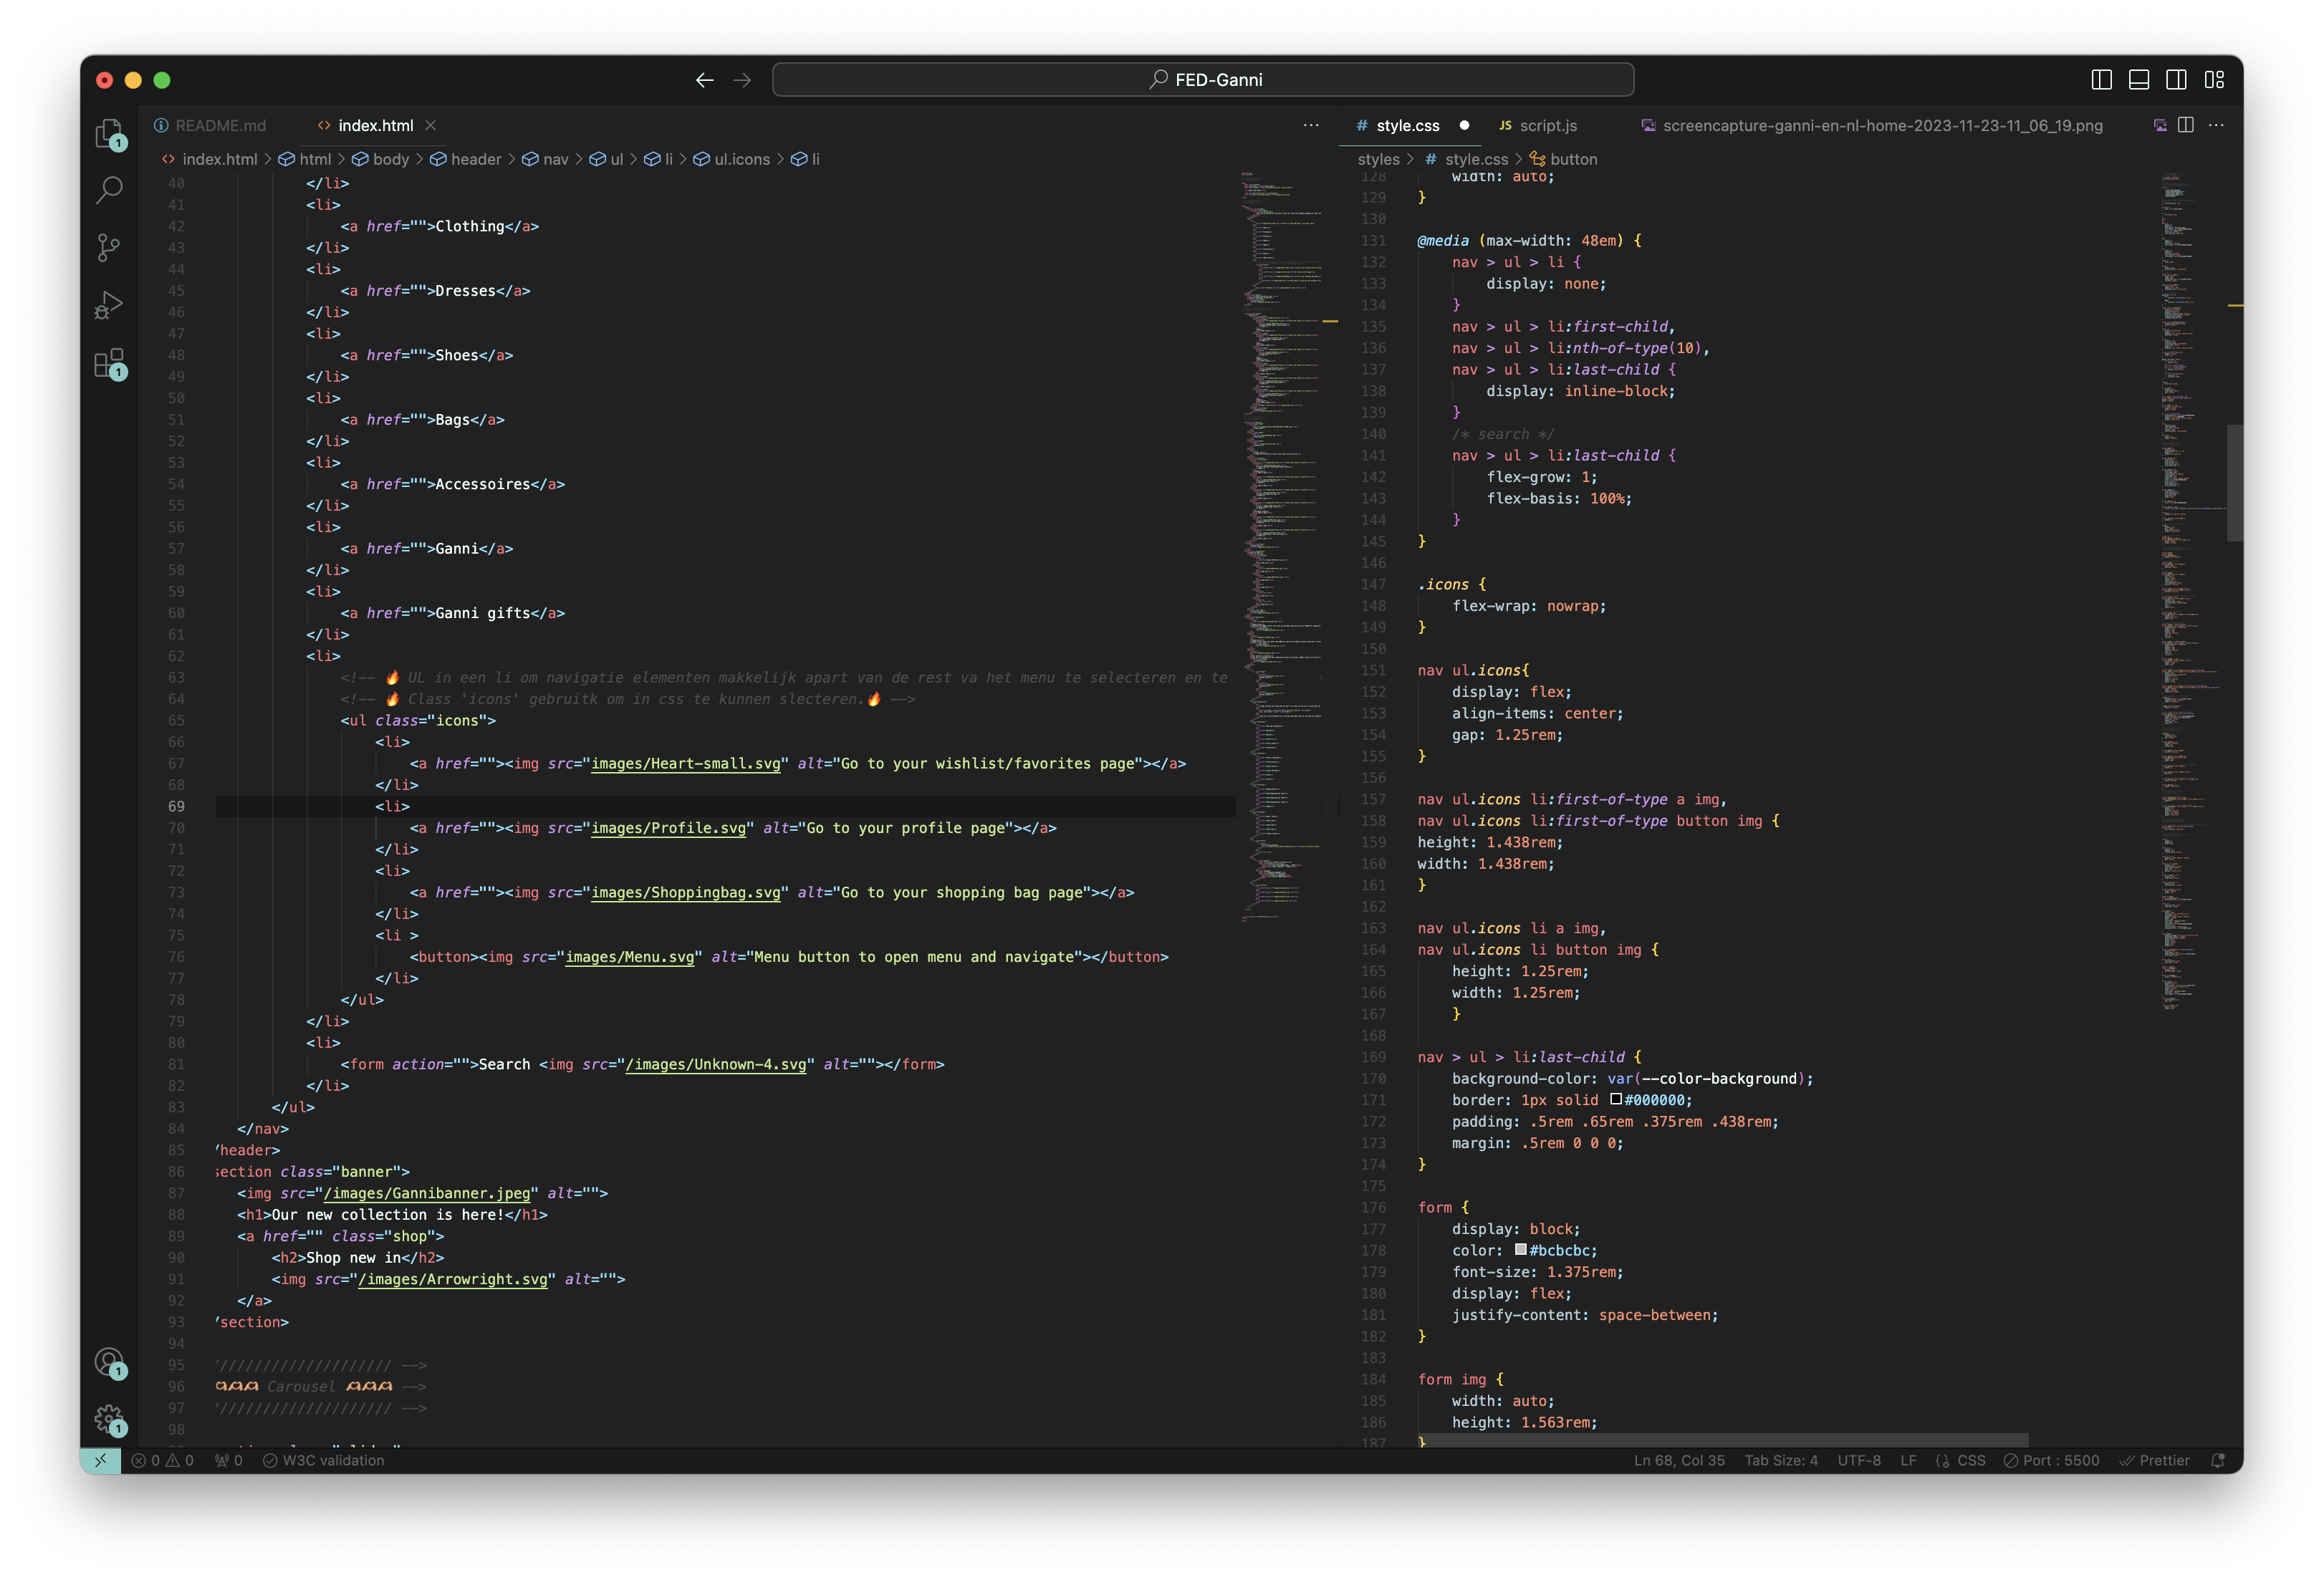 FED-Ganni
README.md
index.html
style.css
script.js
screencapture-ganni-en-nl-home-2023-11-23-11_06_19.png
index.html > html > body > header > nav > ul > li > ul.icons > li
40 </li>
41 <li>
42 <a href="">Clothing</a>
43 </li>
44 <li>
45 <a href="">Dresses</a>
46 </li>
47 <li>
48 <a href="">Shoes</a>
49 </li>
50 <li>
51 <a href="">Bags</a>
52 </li>
53 <li>
54 <a href="">Accessoires</a>
55 </li>
56 <li>
57 <a href="">Ganni</a>
58 </li>
59 <li>
60 <a href="">Ganni gifts</a>
61 </li>
62 <li>
63 <!-- 🔥 UL in een li om navigatie elementen makkelijk apart van de rest va het menu te selecteren en te
64 <!-- 🔥 Class 'icons' gebruitk om in css te kunnen slecteren.🔥 -->
65 <ul class="icons">
66 <li>
67 <a href=""><img src="images/Heart-small.svg" alt="Go to your wishlist/favorites page"></a>
68 </li>
69 <li>
70 <a href=""><img src="images/Profile.svg" alt="Go to your profile page"></a>
71 </li>
72 <li>
73 <a href=""><img src="images/Shoppingbag.svg" alt="Go to your shopping bag page"></a>
74 </li>
75 <li >
76 <button><img src="images/Menu.svg" alt="Menu button to open menu and navigate"></button>
77 </li>
78 </ul>
79 </li>
80 <li>
81 <form action="">Search <img src="/images/Unknown-4.svg" alt=""></form>
82 </li>
83 </ul>
84 </nav>
85 /header>
86 section class="banner">
87 <img src="/images/Gannibanner.jpeg" alt="">
88 <h1>Our new collection is here!</h1>
89 <a href="" class="shop">
90 <h2>Shop new in</h2>
91 <img src="/images/Arrowright.svg" alt="">
92 </a>
93 /section>
94
95 //////////////////// -->
96 Carousel -->
97 //////////////////// -->
98
styles > style.css > button
128 width: auto;
129 }
130
131 @media (max-width: 48em) {
132 nav > ul > li {
133 display: none;
134 }
135 nav > ul > li:first-child,
136 nav > ul > li:nth-of-type(10),
137 nav > ul > li:last-child {
138 display: inline-block;
139 }
140 /* search */
141 nav > ul > li:last-child {
142 flex-grow: 1;
143 flex-basis: 100%;
144 }
145 }
146
147 .icons {
148 flex-wrap: nowrap;
149 }
150
151 nav ul.icons{
152 display: flex;
153 align-items: center;
154 gap: 1.25rem;
155 }
156
157 nav ul.icons li:first-of-type a img,
158 nav ul.icons li:first-of-type button img {
159 height: 1.438rem;
160 width: 1.438rem;
161 }
162
163 nav ul.icons li a img,
164 nav ul.icons li button img {
165 height: 1.25rem;
166 width: 1.25rem;
167 }
168
169 nav > ul > li:last-child {
170 background-color: var(--color-background);
171 border: 1px solid #000000;
172 padding: .5rem .65rem .375rem .438rem;
173 margin: .5rem 0 0 0;
174 }
175
176 form {
177 display: block;
178 color: #bcbcbc;
179 font-size: 1.375rem;
180 display: flex;
181 justify-content: space-between;
182 }
183
184 form img {
185 width: auto;
186 height: 1.563rem;
187 }
0 0 0 W3C validation
Ln 68, Col 35 Tab Size: 4 UTF-8 LF CSS Port : 5500 Prettier